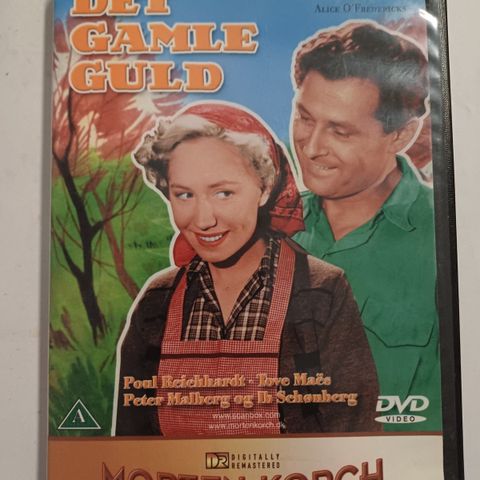 DET
GAMLE
GULD
ALICE O'FREDERICKS
Poul Reichhardt - Tove Maës
Peter Malberg og Ib Schønberg
www.scanbox.com
www.mortenkorch.dk
A
DVD
VIDEO
DR DIGITALLY
REMASTERED
MORTEN KORCH